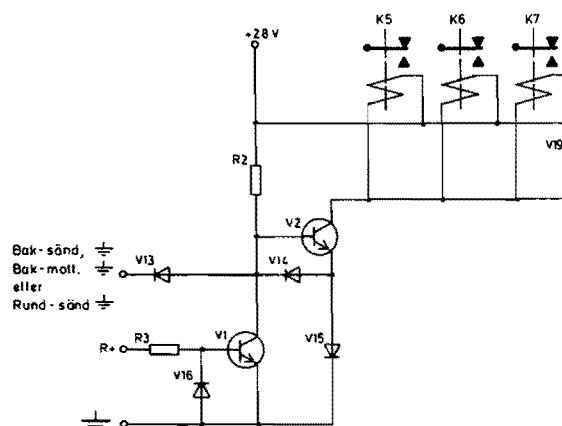 K5 K6 K7
+28 V
V19
R2
V2
Bak-sänd,
Bak-mott.
eller
Rund-sänd
V13
V14
R+
R3
V1
V16
V15